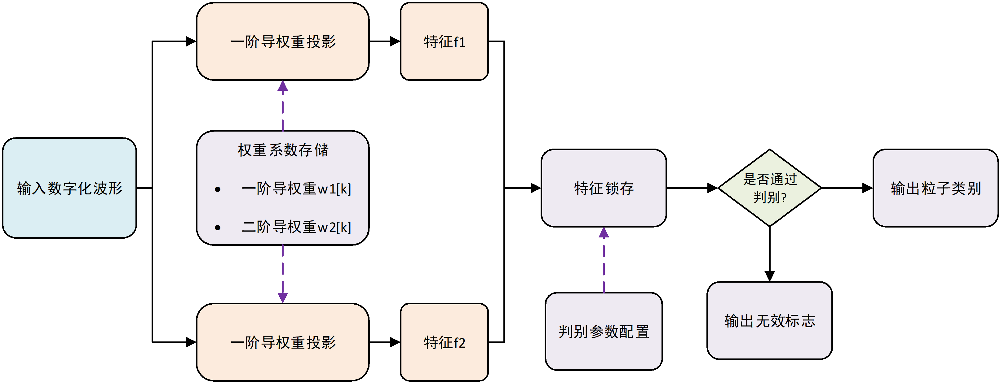 一阶导权重投影
特征f1
输入数字化波形
权重系数存储
• 一阶导权重w1[k]
• 二阶导权重w2[k]
特征锁存
是否通过
判别?
输出粒子类别
一阶导权重投影
特征f2
判别参数配置
输出无效标志